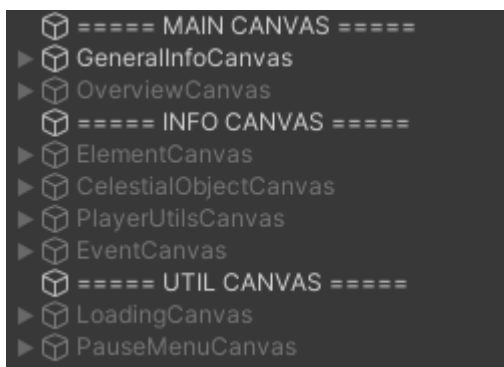 ===== MAIN CANVAS =====
GeneralInfoCanvas
OverviewCanvas
===== INFO CANVAS =====
ElementCanvas
CelestialObjectCanvas
PlayerUtilsCanvas
EventCanvas
===== UTIL CANVAS =====
LoadingCanvas
PauseMenuCanvas